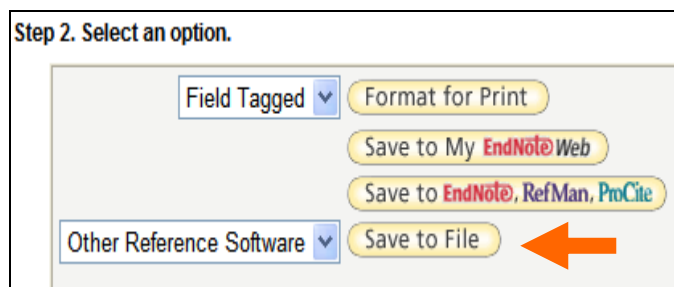 Step 2. Select an option.
Field Tagged Format for Print
Save to My EndNote Web
Save to EndNote, RefMan, ProCite
Other Reference Software Save to File